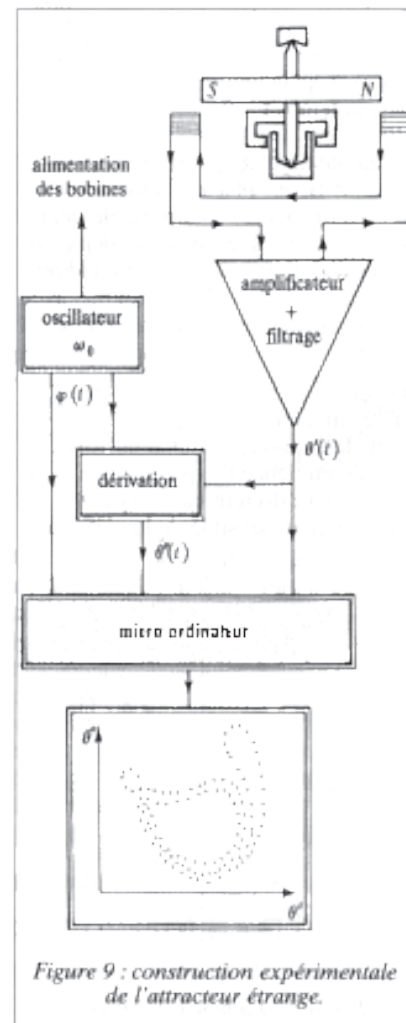 S N
alimentation
des bobines
oscillateur
ω₀
amplificateur
+
filtrage
φ(t)
θ'(t)
dérivation
θ"(t)
micro ordinateur
θ"
θ'
Figure 9 : construction expérimentale
de l'attracteur étrange.